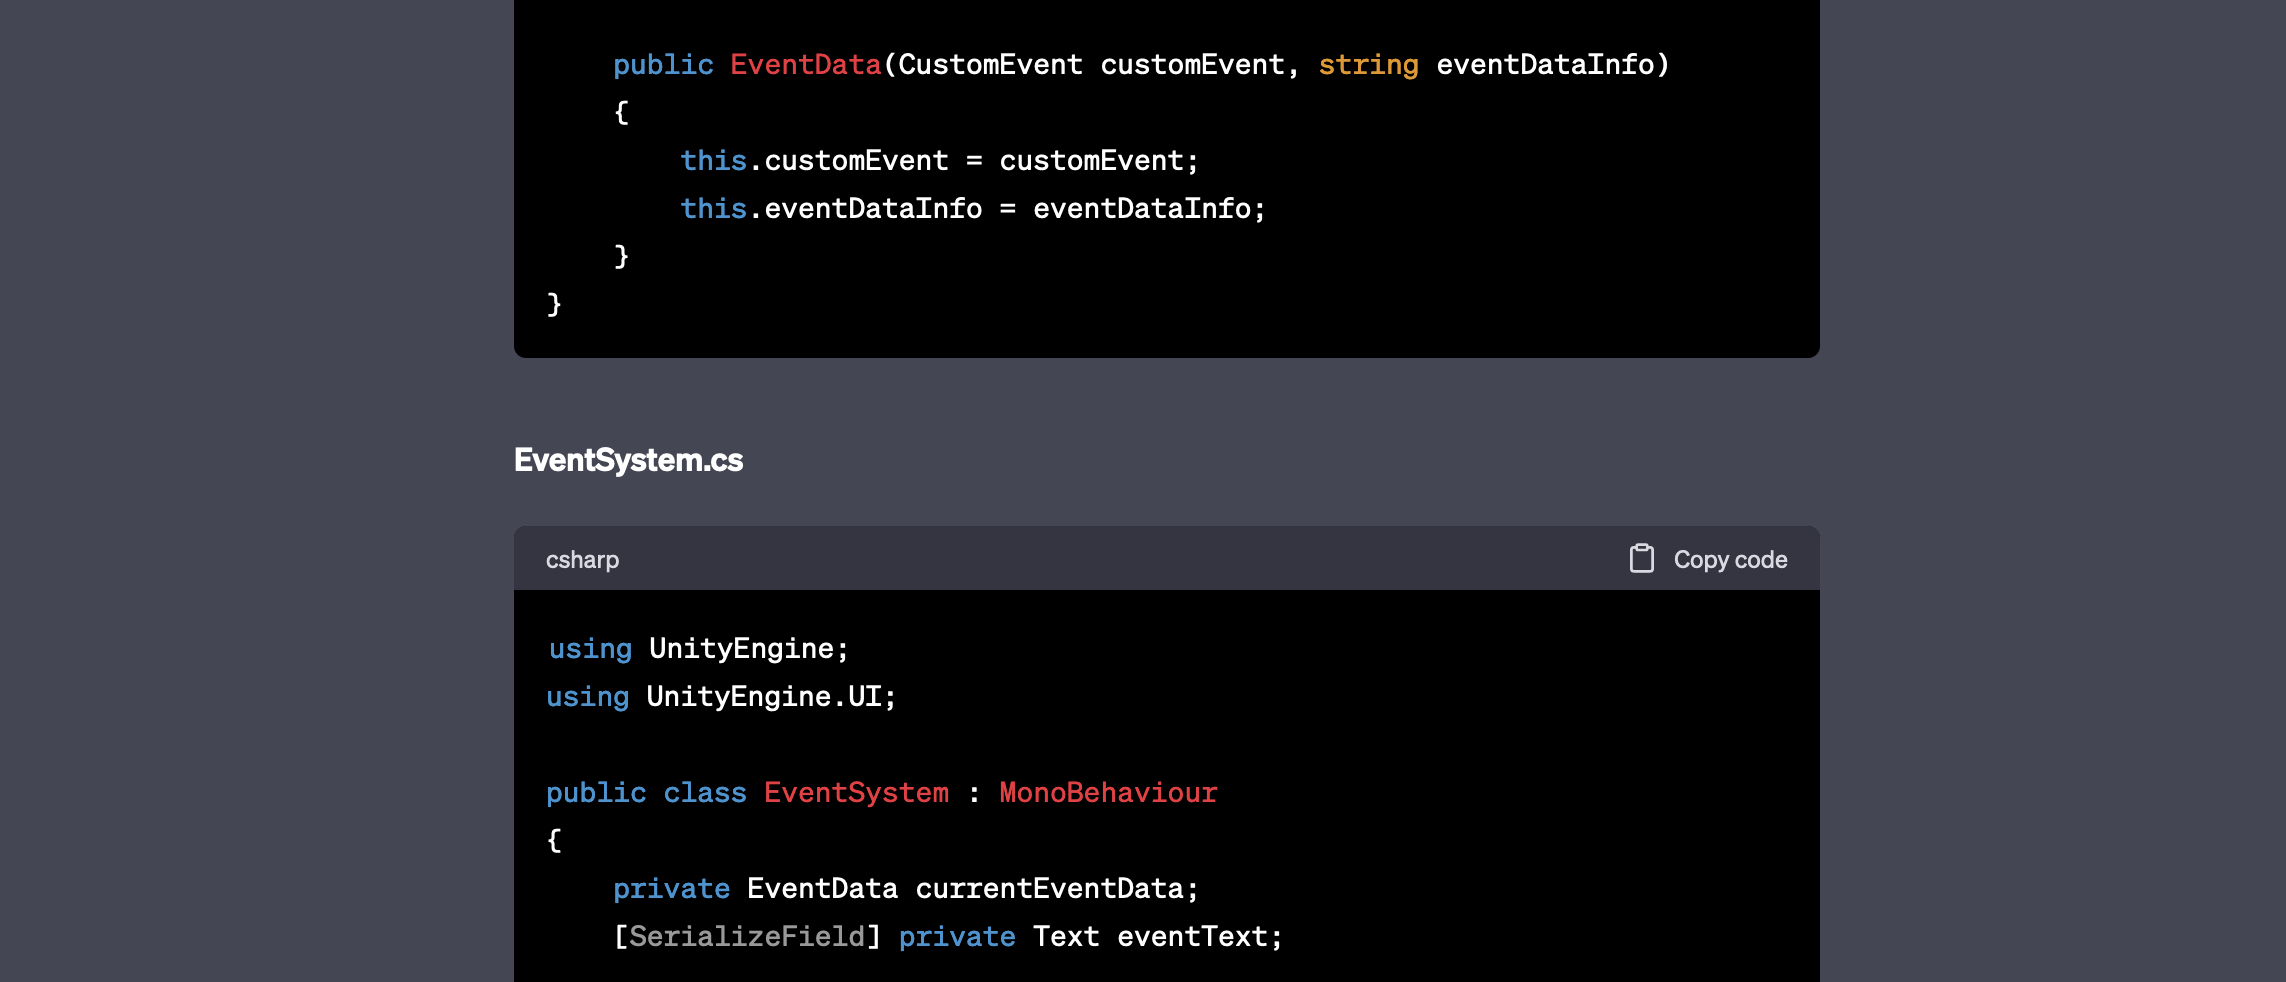 public EventData(CustomEvent customEvent, string eventDataInfo)
{
this.customEvent = customEvent;
this.eventDataInfo = eventDataInfo;
}
}
EventSystem.cs
csharp
Copy code
using UnityEngine;
using UnityEngine.UI;
public class EventSystem : MonoBehaviour
{
private EventData currentEventData;
[SerializeField] private Text eventText;